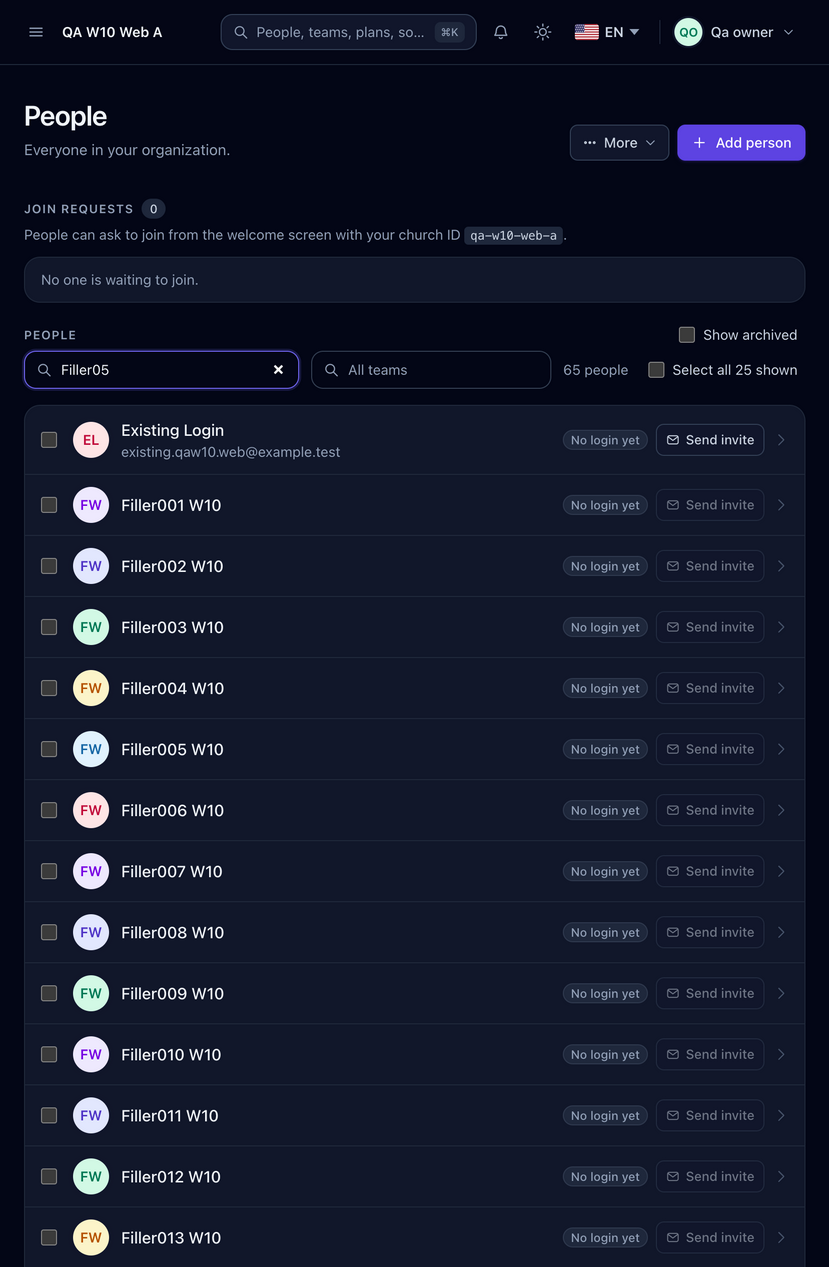 QA W10 Web A
People, teams, plans, so... ⌘K
EN
QO Qa owner
People
Everyone in your organization.
··· More
+ Add person
JOIN REQUESTS 0
People can ask to join from the welcome screen with your church ID qa-w10-web-a.
No one is waiting to join.
PEOPLE
Show archived
Filler05
All teams
65 people
Select all 25 shown
EL Existing Login No login yet Send invite
existing.qaw10.web@example.test
FW Filler001 W10 No login yet Send invite
FW Filler002 W10 No login yet Send invite
FW Filler003 W10 No login yet Send invite
FW Filler004 W10 No login yet Send invite
FW Filler005 W10 No login yet Send invite
FW Filler006 W10 No login yet Send invite
FW Filler007 W10 No login yet Send invite
FW Filler008 W10 No login yet Send invite
FW Filler009 W10 No login yet Send invite
FW Filler010 W10 No login yet Send invite
FW Filler011 W10 No login yet Send invite
FW Filler012 W10 No login yet Send invite
FW Filler013 W10 No login yet Send invite